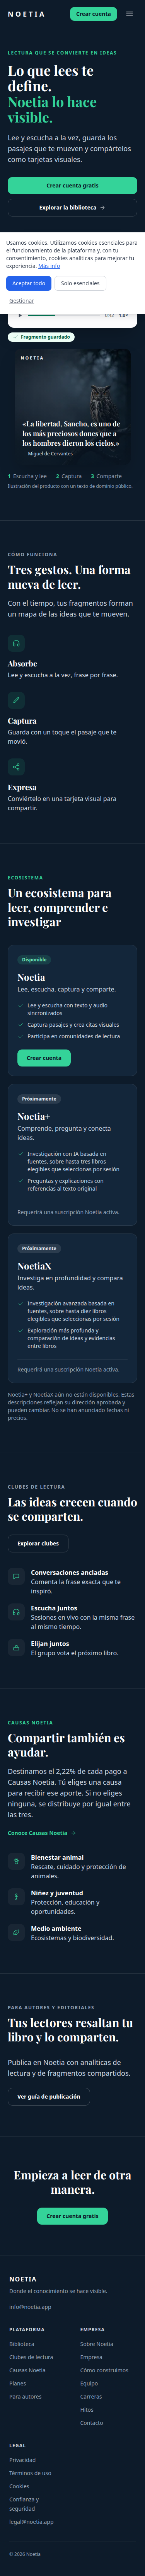 NOETIA
Crear cuenta
LECTURA QUE SE CONVIERTE EN IDEAS
Lo que lees te
define.
Noetia lo hace
visible.
Lee y escucha a la vez, guarda los
pasajes que te mueven y compártelos
como tarjetas visuales.
Crear cuenta gratis
Explorar la biblioteca →
Usamos cookies. Utilizamos cookies esenciales para
el funcionamiento de la plataforma y, con tu
consentimiento, cookies analíticas para mejorar tu
experiencia. Más info
Aceptar todo
Solo esenciales
Gestionar
0:42
1.0×
Fragmento guardado
NOETIA
«La libertad, Sancho, es uno de
los más preciosos dones que a
los hombres dieron los cielos.»
— Miguel de Cervantes
1 Escucha y lee
2 Captura
3 Comparte
Ilustración del producto con un texto de dominio público.
CÓMO FUNCIONA
Tres gestos. Una forma
nueva de leer.
Con el tiempo, tus fragmentos forman
un mapa de las ideas que te mueven.
Absorbe
Lee y escucha a la vez, frase por frase.
Captura
Guarda con un toque el pasaje que te
movió.
Expresa
Conviértelo en una tarjeta visual para
compartir.
ECOSISTEMA
Un ecosistema para
leer, comprender e
investigar
Disponible
Noetia
Lee, escucha, captura y comparte.
Lee y escucha con texto y audio
sincronizados
Captura pasajes y crea citas visuales
Participa en comunidades de lectura
Crear cuenta
Próximamente
Noetia+
Comprende, pregunta y conecta
ideas.
Investigación con IA basada en
fuentes, sobre hasta tres libros
elegibles que seleccionas por sesión
Preguntas y explicaciones con
referencias al texto original
Requerirá una suscripción Noetia activa.
Próximamente
NoetiaX
Investiga en profundidad y compara
ideas.
Investigación avanzada basada en
fuentes, sobre hasta diez libros
elegibles que seleccionas por sesión
Exploración más profunda y
comparación de ideas y evidencias
entre libros
Requerirá una suscripción Noetia activa.
Noetia+ y NoetiaX aún no están disponibles. Estas
descripciones reflejan su dirección aprobada y
pueden cambiar. No se han anunciado fechas ni
precios.
CLUBES DE LECTURA
Las ideas crecen cuando
se comparten.
Explorar clubes
Conversaciones ancladas
Comenta la frase exacta que te
inspiró.
Escucha Juntos
Sesiones en vivo con la misma frase
al mismo tiempo.
Elijan juntos
El grupo vota el próximo libro.
CAUSAS NOETIA
Compartir también es
ayudar.
Destinamos el 2,22% de cada pago a
Causas Noetia. Tú eliges una causa
para recibir ese aporte. Si no eliges
ninguna, se distribuye por igual entre
las tres.
Conoce Causas Noetia →
Bienestar animal
Rescate, cuidado y protección de
animales.
Niñez y juventud
Protección, educación y
oportunidades.
Medio ambiente
Ecosistemas y biodiversidad.
PARA AUTORES Y EDITORIALES
Tus lectores resaltan tu
libro y lo comparten.
Publica en Noetia con analíticas de
lectura y de fragmentos compartidos.
Ver guía de publicación
Empieza a leer de otra
manera.
Crear cuenta gratis
NOETIA
Donde el conocimiento se hace visible.
info@noetia.app
PLATAFORMA
Biblioteca
Clubes de lectura
Causas Noetia
Planes
Para autores
EMPRESA
Sobre Noetia
Empresa
Cómo construimos
Equipo
Carreras
Hitos
Contacto
LEGAL
Privacidad
Términos de uso
Cookies
Confianza y
seguridad
legal@noetia.app
© 2026 Noetia